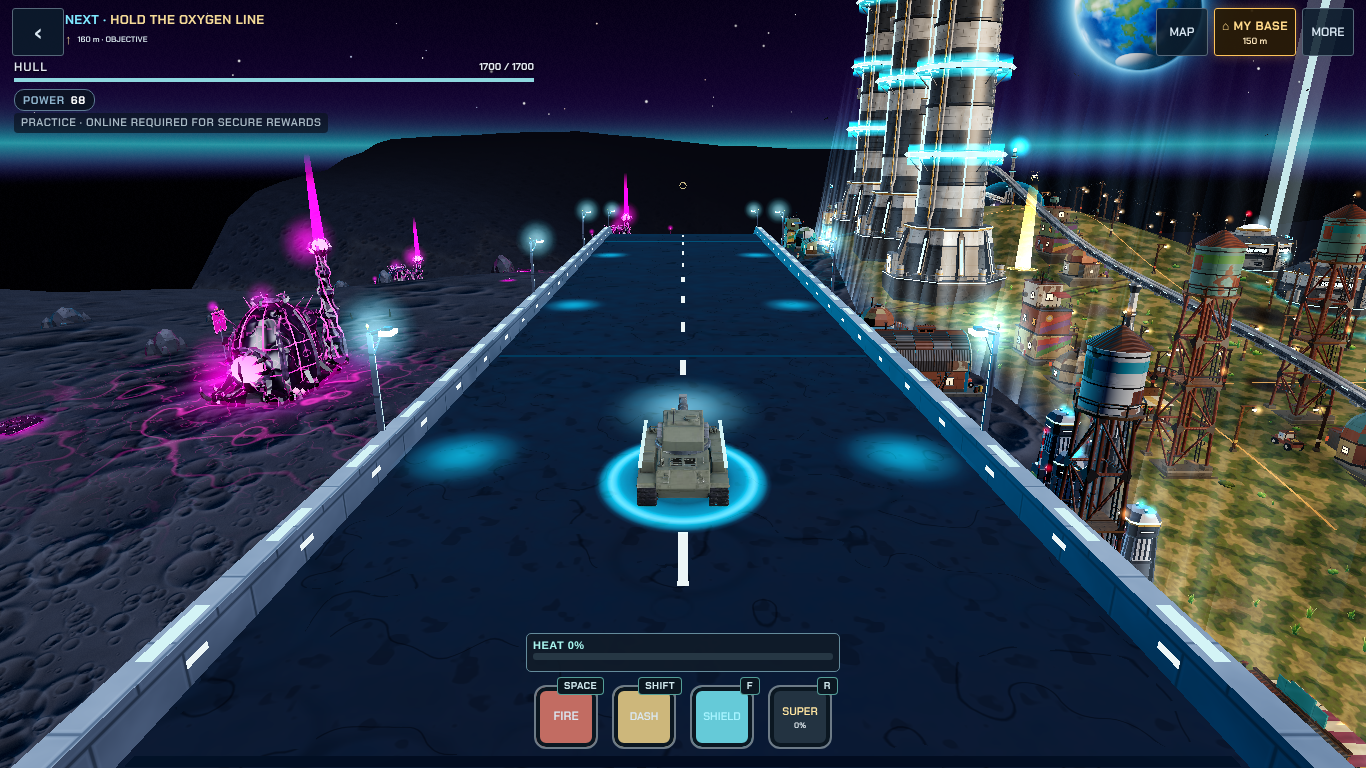 ‹
NEXT · HOLD THE OXYGEN LINE
↑ 160 m · OBJECTIVE
HULL 1700 / 1700
POWER 68
PRACTICE · ONLINE REQUIRED FOR SECURE REWARDS
MAP
⌂ MY BASE
150 m
MORE
HEAT 0%
SPACE
FIRE
SHIFT
DASH
F
SHIELD
R
SUPER
0%